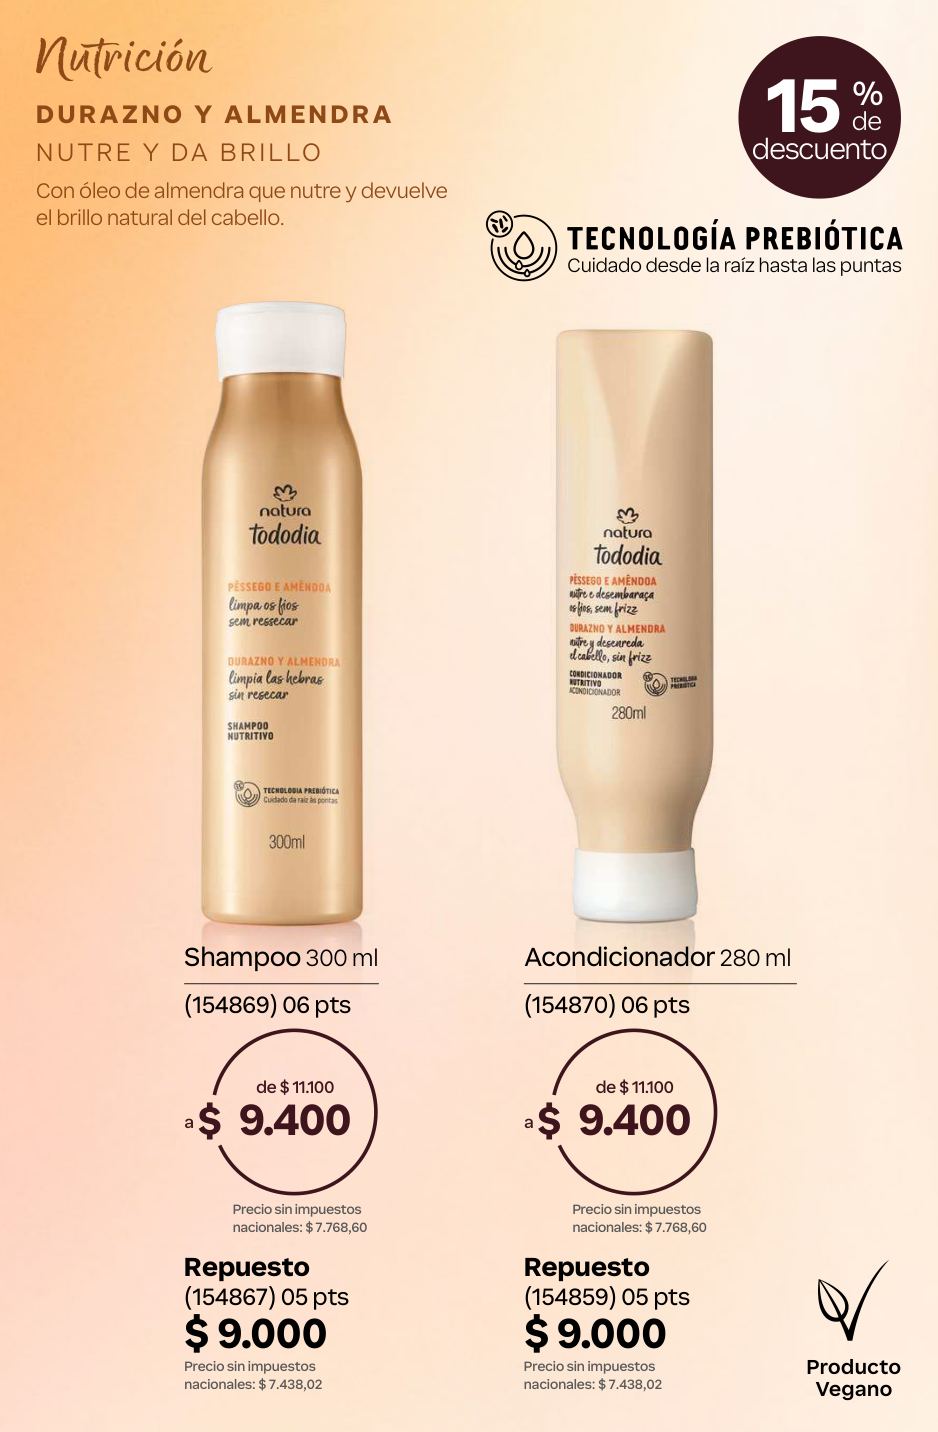 Nutrición
DURAZNO Y ALMENDRA
NUTRE Y DA BRILLO
Con óleo de almendra que nutre y devuelve
el brillo natural del cabello.
15 %
de
descuento
TECNOLOGÍA PREBIÓTICA
Cuidado desde la raíz hasta las puntas
natura
tododia
PÊSSEGO E AMÊNDOA
limpa os fios
sem ressecar
DURAZNO Y ALMENDRA
limpia las hebras
sin resecar
SHAMPOO
NUTRITIVO
TECNOLOGIA PREBIÓTICA
Cuidado da raiz às pontas
300ml
natura
tododia
PÊSSEGO E AMÊNDOA
nutre e desembaraça
os fios, sem frizz
DURAZNO Y ALMENDRA
nutre y desenreda
el cabello, sin frizz
CONDICIONADOR
NUTRITIVO
ACONDICIONADOR
TECNOLOGIA
PREBIÓTICA
280ml
Shampoo 300 ml
(154869) 06 pts
de $ 11.100
a $ 9.400
Precio sin impuestos
nacionales: $ 7.768,60
Repuesto
(154867) 05 pts
$ 9.000
Precio sin impuestos
nacionales: $ 7.438,02
Acondicionador 280 ml
(154870) 06 pts
de $ 11.100
a $ 9.400
Precio sin impuestos
nacionales: $ 7.768,60
Repuesto
(154859) 05 pts
$ 9.000
Precio sin impuestos
nacionales: $ 7.438,02
Producto
Vegano